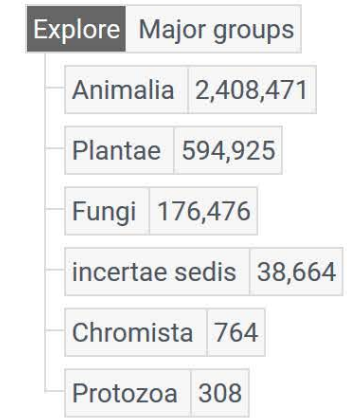 Explore Major groups
Animalia 2,408,471
Plantae 594,925
Fungi 176,476
incertae sedis 38,664
Chromista 764
Protozoa 308